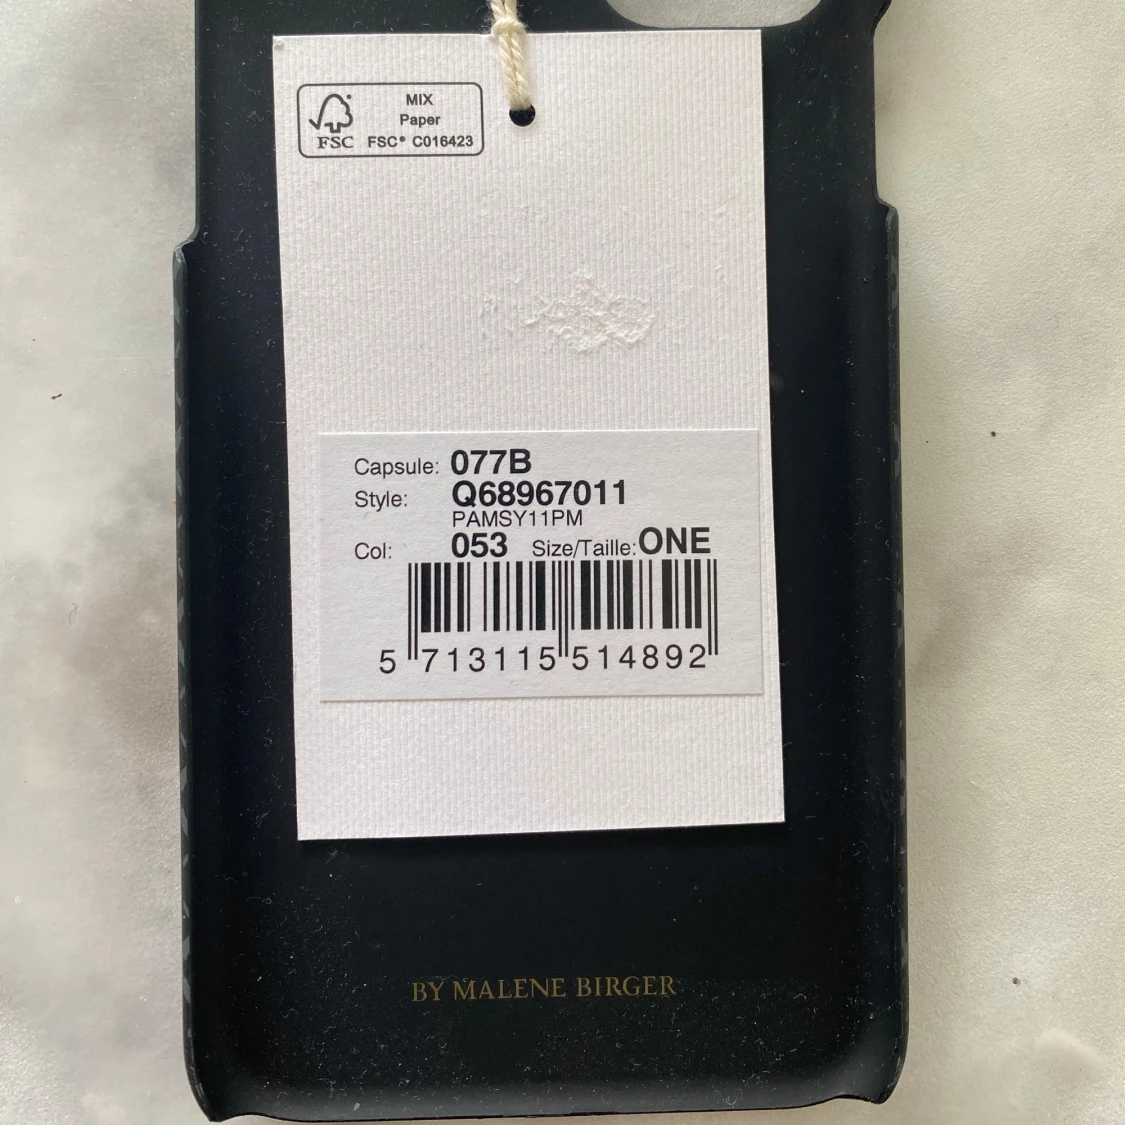 MIX
Paper
FSC FSC® C016423
Capsule: 077B
Style: Q68967011
PAMSY11PM
Col: 053 Size/Taille: ONE
5 713115 514892
BY MALENE BIRGER